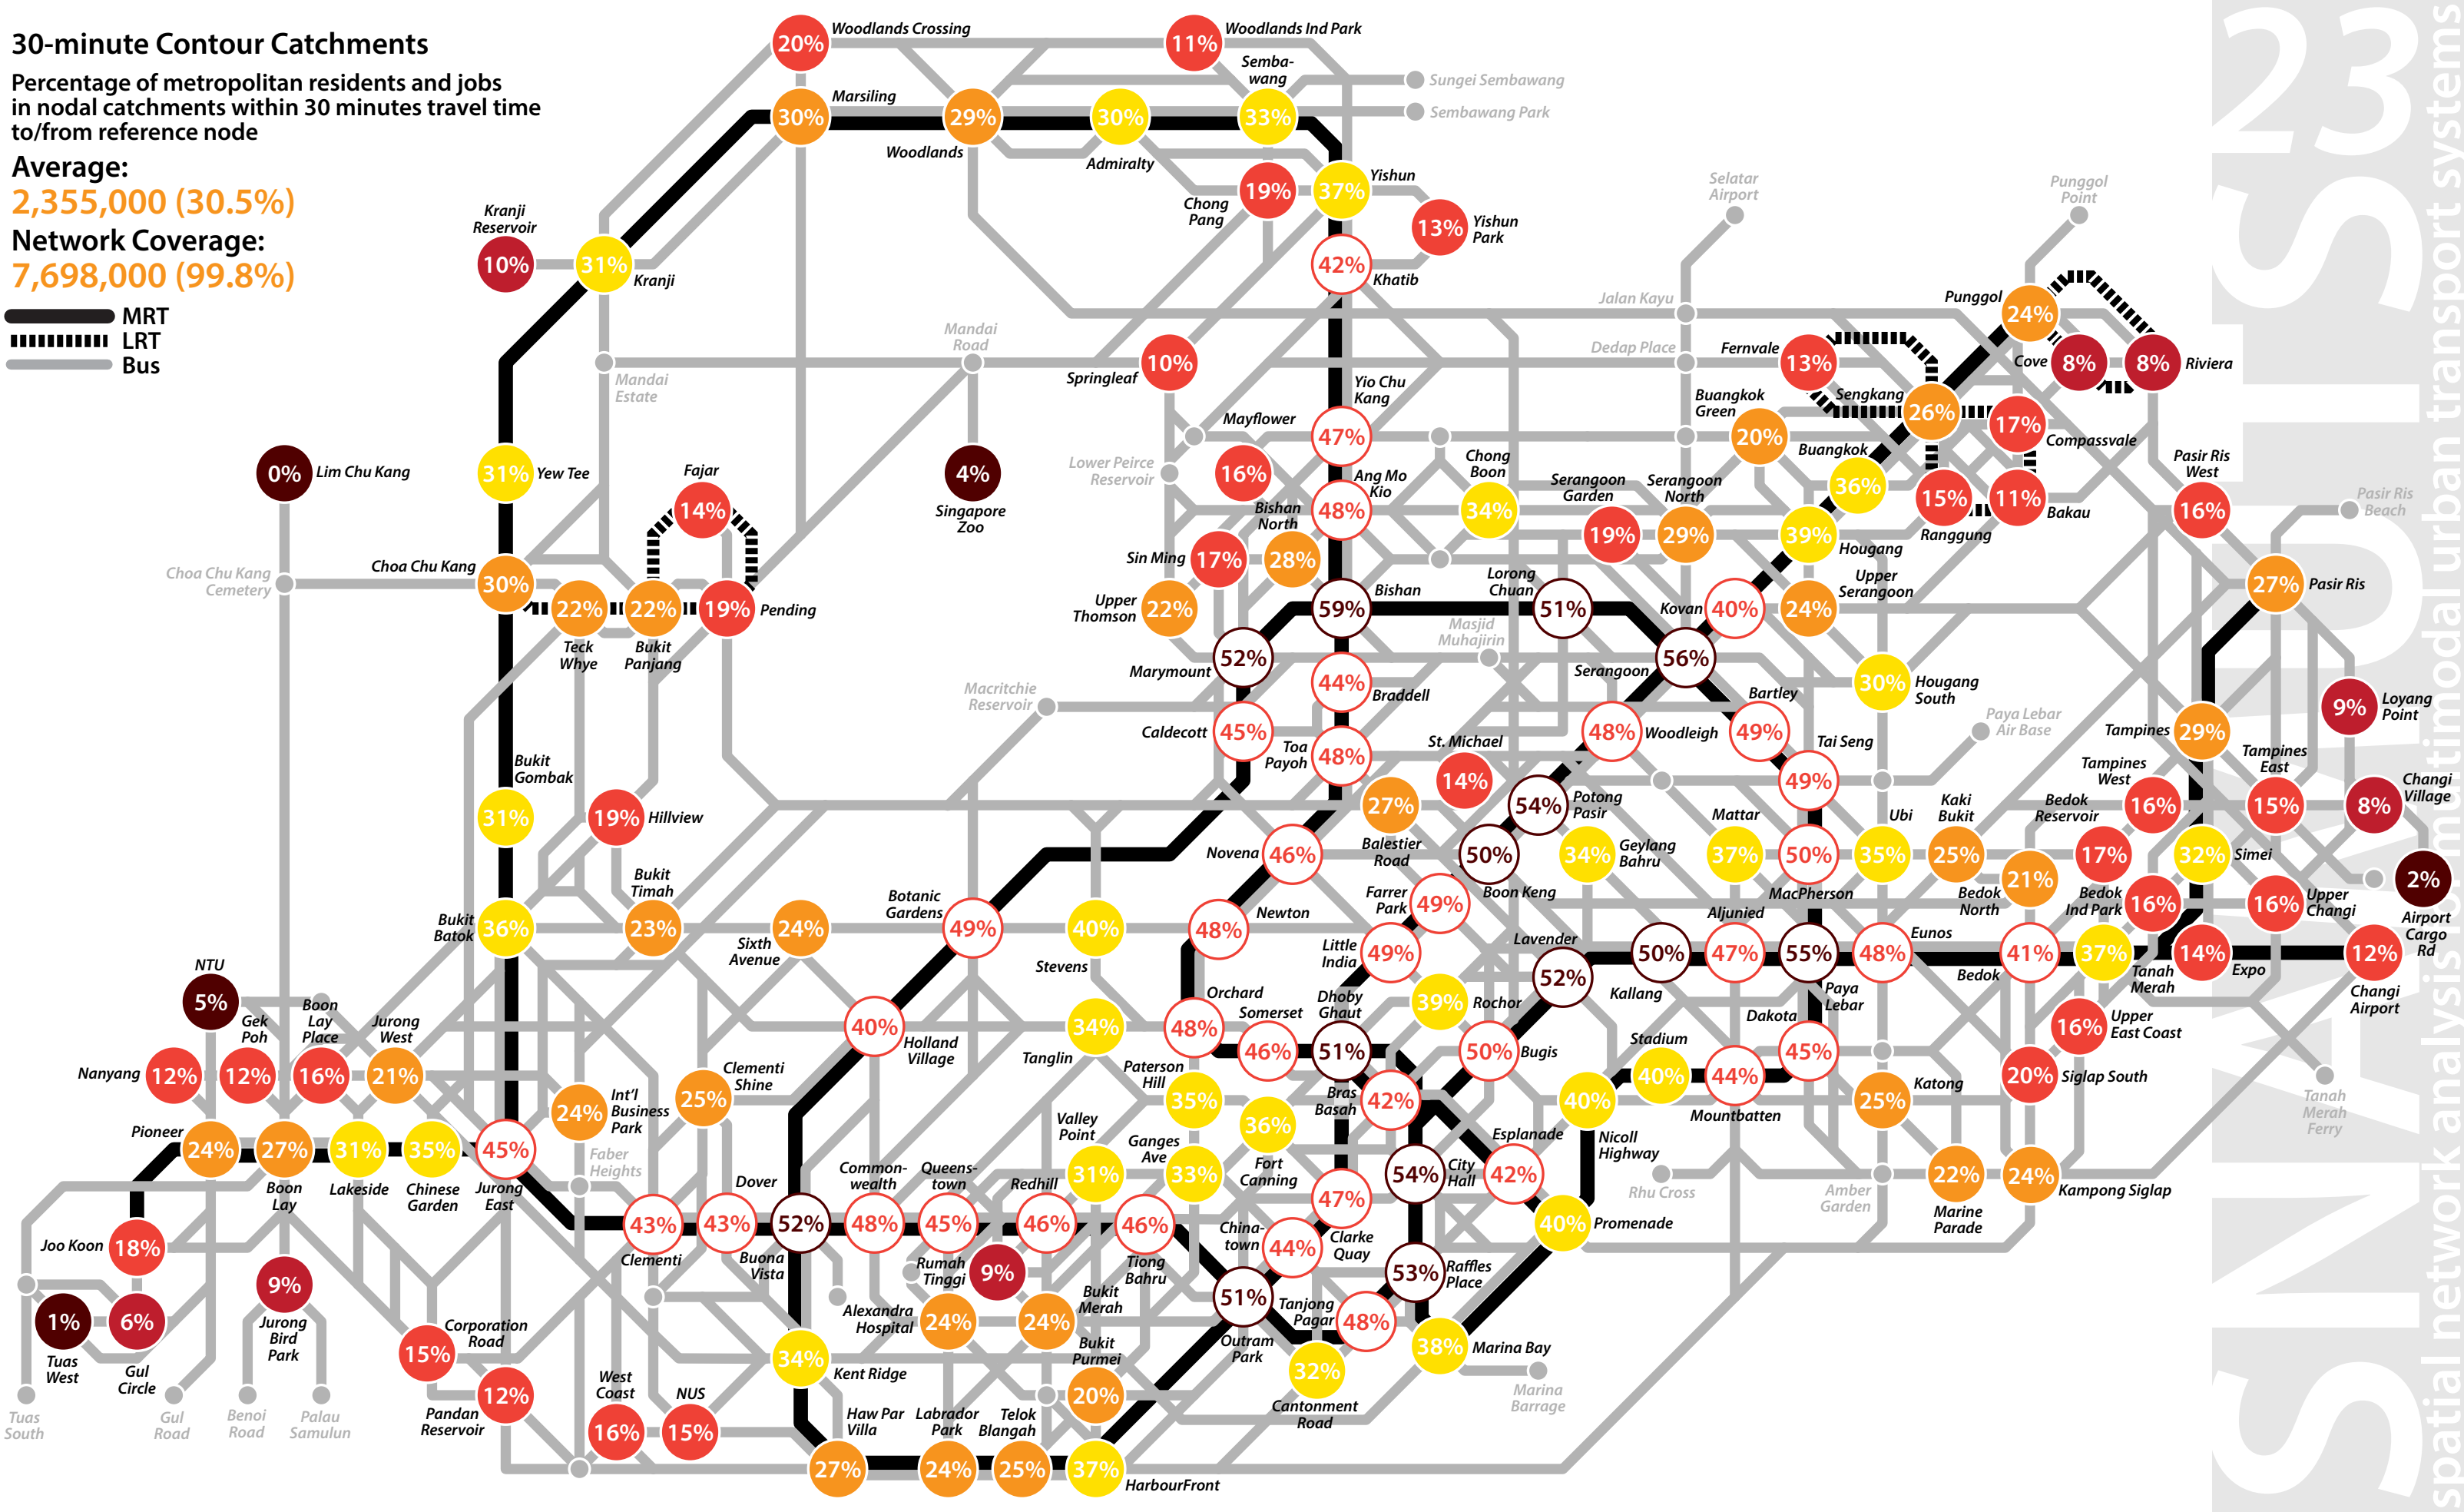 30-minute Contour Catchments
Percentage of metropolitan residents and jobs
in nodal catchments within 30 minutes travel time
to/from reference node
Average:
2,355,000 (30.5%)
Network Coverage:
7,698,000 (99.8%)
MRT
LRT
Bus
20%
Woodlands Crossing
11%
Woodlands Ind Park
Semba-
wang
Sungei Sembawang
Sembawang Park
30%
Marsiling
29%
Woodlands
30%
Admiralty
33%
19%
Chong
Pang
37%
Yishun
13%
Yishun
Park
42%
Khatib
Kranji
Reservoir
10%
31%
Kranji
Selatar
Airport
Punggol
Point
Jalan Kayu
Dedap Place
Mandai
Estate
Mandai
Road
Springleaf
10%
Fernvale
13%
Punggol
24%
Cove
8%
8%
Riviera
Yio Chu
Kang
47%
Mayflower
16%
Buangkok
Green
20%
Sengkang
26%
17%
Compassvale
Buangkok
36%
15%
Ranggung
11%
Bakau
Pasir Ris
West
16%
Pasir Ris
Beach
0%
Lim Chu Kang
31%
Yew Tee
Fajar
14%
4%
Singapore
Zoo
Lower Peirce
Reservoir
Ang Mo
Kio
48%
Chong
Boon
34%
Serangoon
Garden
19%
Serangoon
North
29%
39%
Hougang
Bishan
North
28%
Sin Ming
17%
Choa Chu Kang
Cemetery
Choa Chu Kang
30%
22%
Teck
Whye
22%
Bukit
Panjang
19%
Pending
Upper
Thomson
22%
59%
Bishan
Lorong
Chuan
51%
Kovan
40%
24%
Upper
Serangoon
27%
Pasir Ris
Masjid
Muhajirin
Marymount
52%
44%
Braddell
Serangoon
56%
30%
Hougang
South
9%
Loyang
Point
Macritchie
Reservoir
Caldecott
45%
Toa
Payoh
48%
St. Michael
14%
48%
Woodleigh
Bartley
49%
Tai Seng
49%
Paya Lebar
Air Base
Tampines
29%
Tampines
East
15%
Tampines
West
16%
Changi
Village
8%
Bukit
Gombak
31%
19%
Hillview
27%
Balestier
Road
54%
Potong
Pasir
Novena
46%
50%
Boon Keng
34%
Geylang
Bahru
Mattar
37%
50%
MacPherson
Ubi
35%
Kaki
Bukit
25%
Bedok
Reservoir
17%
32%
Simei
21%
Bedok
North
Bedok
Ind Park
16%
16%
Upper
Changi
2%
Airport
Cargo
Rd
Bukit
Batok
36%
Bukit
Timah
23%
Sixth
Avenue
24%
Botanic
Gardens
49%
40%
Stevens
48%
Newton
Farrer
Park
49%
Little
India
49%
Lavender
52%
50%
Kallang
Aljunied
47%
55%
Paya
Lebar
48%
Eunos
41%
Bedok
37%
Tanah
Merah
14%
Expo
12%
Changi
Airport
NTU
5%
Gek
Poh
12%
Boon
Lay
Place
16%
Jurong
West
21%
Nanyang
12%
40%
Holland
Village
34%
Tanglin
Orchard
48%
Somerset
46%
Dhoby
Ghaut
51%
39%
Rochor
50%
Bugis
Stadium
40%
44%
Mountbatten
Dakota
45%
16%
Upper
East Coast
20%
Siglap South
25%
Katong
Tanah
Merah
Ferry
24%
Int'l
Business
Park
25%
Clementi
Shine
Paterson
Hill
35%
36%
Fort
Canning
Bras
Basah
42%
40%
Nicoll
Highway
Pioneer
24%
27%
Boon
Lay
31%
Lakeside
35%
Chinese
Garden
45%
Jurong
East
Faber
Heights
Valley
Point
31%
Ganges
Ave
33%
54%
City
Hall
Esplanade
42%
Rhu Cross
Amber
Garden
22%
Marine
Parade
24%
Kampong Siglap
47%
Clarke
Quay
40%
Promenade
43%
Clementi
Dover
43%
52%
Buona
Vista
Common-
wealth
48%
Queens-
town
45%
Redhill
46%
46%
Tiong
Bahru
China-
town
44%
Joo Koon
18%
9%
Jurong
Bird
Park
1%
Tuas
West
6%
Gul
Circle
Rumah
Tinggi
9%
53%
Raffles
Place
51%
Outram
Park
Tanjong
Pagar
48%
38%
Marina Bay
Alexandra
Hospital
24%
24%
Bukit
Merah
15%
Corporation
Road
34%
Kent Ridge
32%
Cantonment
Road
Marina
Barrage
Tuas
South
Gul
Road
Benoi
Road
Palau
Samulun
12%
Pandan
Reservoir
West
Coast
16%
NUS
15%
Bukit
Purmei
20%
Haw Par
Villa
27%
Labrador
Park
24%
Telok
Blangah
25%
37%
HarbourFront
23
SNAMUTS
spatial network analysis for multimodal urban transport systems